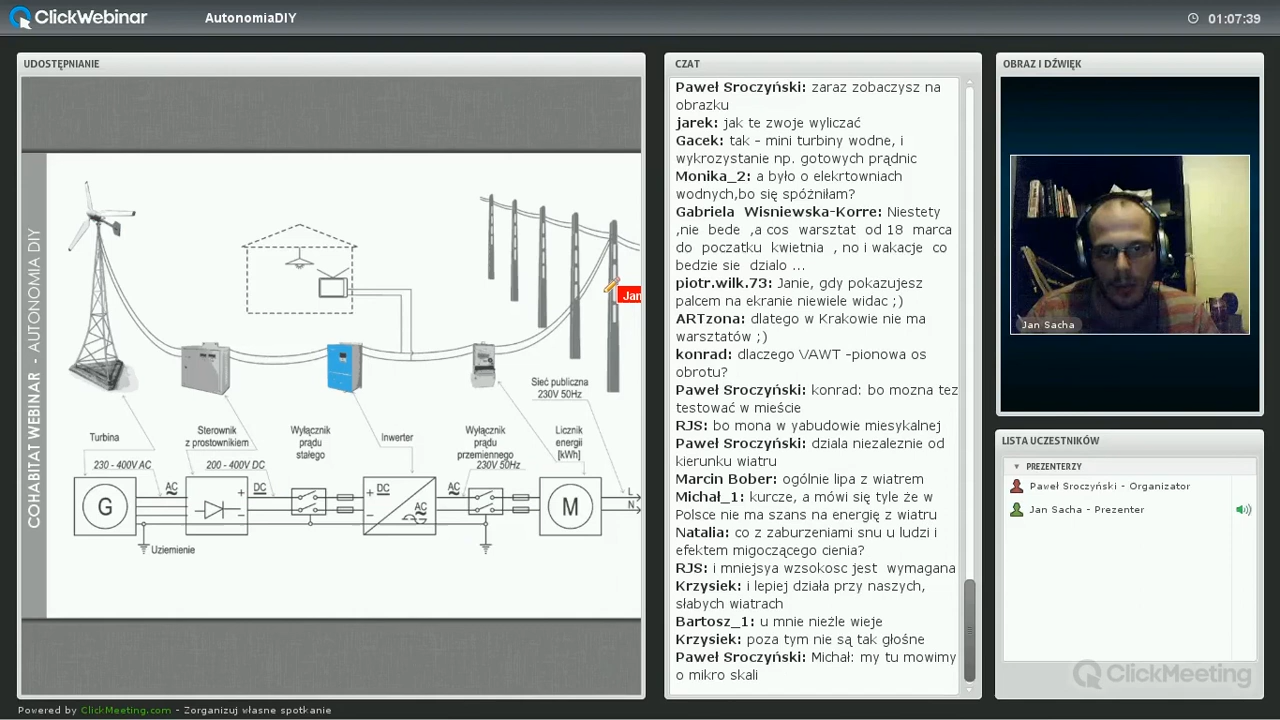 ClickWebinar
AutonomiaDIY
01:07:39
UDOSTĘPNIANIE
COHABITAT WEBINAR - AUTONOMIA DIY
Jan
Sieć publiczna
230V 50Hz
Turbina
Sterownik
z prostownikiem
Wyłącznik
prądu
stałego
Inwerter
Wyłącznik
prądu
przemiennego
Licznik
energii
[kWh]
230 - 400V AC
200 - 400V DC
230V 50Hz
AC
DC
AC
L
N
G
+
-
+
DC
-
AC
M
Uziemienie
CZAT
Paweł Sroczyński: zaraz zobaczysz na
obrazku
jarek: jak te zwoje wyliczać
Gacek: tak - mini turbiny wodne, i
wykrozystanie np. gotowych prądnic
Monika_2: a było o elekrtowniach
wodnych,bo się spóżniłam?
Gabriela Wisniewska-Korre: Niestety
,nie bede ,a cos warsztat od 18 marca
do poczatku kwietnia , no i wakacje co
bedzie sie dzialo ...
piotr.wilk.73: Janie, gdy pokazujesz
palcem na ekranie niewiele widac ;)
ARTzona: dlatego w Krakowie nie ma
warsztatów ;)
konrad: dlaczego \/AWT -pionowa os
obrotu?
Paweł Sroczyński: konrad: bo mozna tez
testować w mieście
RJS: bo mona w yabudowie miesykalnej
Paweł Sroczyński: dziala niezaleznie od
kierunku wiatru
Marcin Bober: ogólnie lipa z wiatrem
Michał_1: kurcze, a mówi się tyle że w
Polsce nie ma szans na energię z wiatru
Natalia: co z zaburzeniami snu u ludzi i
efektem migoczącego cienia?
RJS: i mniejsya wzsokosc jest wymagana
Krzysiek: i lepiej działa przy naszych,
słabych wiatrach
Bartosz_1: u mnie nieżle wieje
Krzysiek: poza tym nie są tak głośne
Paweł Sroczyński: Michał: my tu mowimy
o mikro skali
OBRAZ I DŹWIĘK
Jan Sacha
LISTA UCZESTNIKÓW
PREZENTERZY
Paweł Sroczyński - Organizator
Jan Sacha - Prezenter
ClickMeeting
Powered by ClickMeeting.com - Zorganizuj własne spotkanie